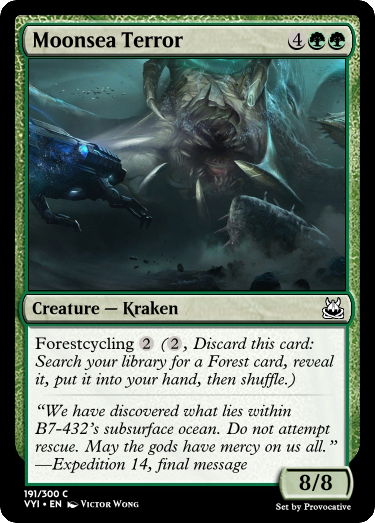 Moonsea Terror 4
Creature — Kraken
Forestcycling 2 (2, Discard this card:
Search your library for a Forest card, reveal
it, put it into your hand, then shuffle.)
“We have discovered what lies within
B7-432’s subsurface ocean. Do not attempt
rescue. May the gods have mercy on us all.”
—Expedition 14, final message
8/8
191/300 C
VYI • EN Victor Wong
Set by Provocative